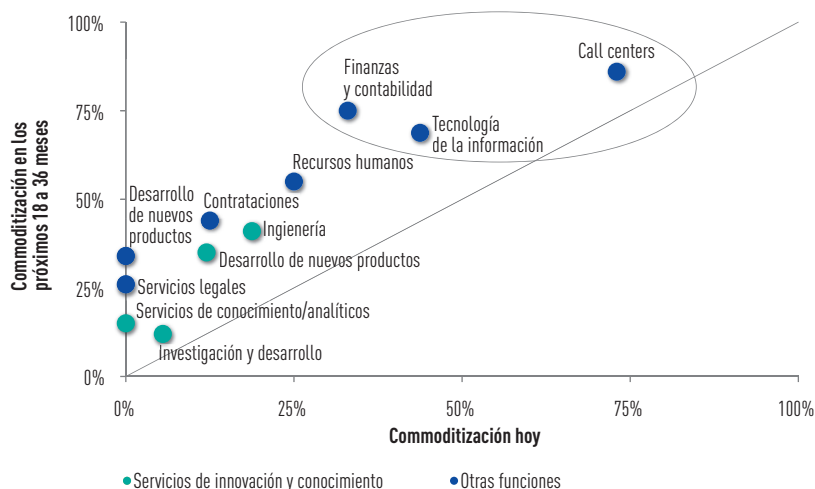 100%
75%
50%
25%
0%
Commoditización en los
próximos 18 a 36 meses
Call centers
Finanzas
y contabilidad
Tecnología
de la información
Recursos humanos
Desarrollo
de nuevos
productos
Contrataciones
Ingienería
Desarrollo de nuevos productos
Servicios legales
Servicios de conocimiento/analíticos
Investigación y desarrollo
0%
25%
50%
75%
100%
Commoditización hoy
Servicios de innovación y conocimiento
Otras funciones